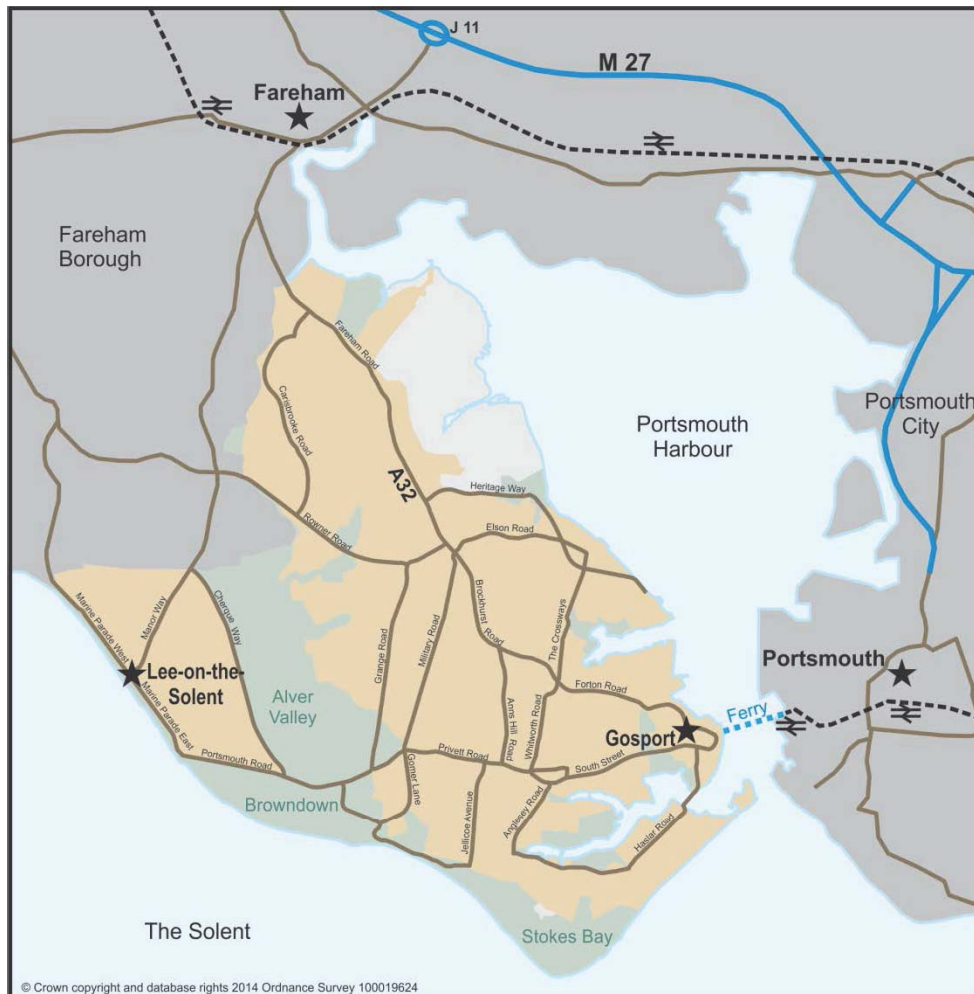 J 11
M 27
Fareham
Fareham
Borough
Portsmouth
Harbour
Portsmouth
City
Fareham Road
Carisbrooke Road
A32
Heritage Way
Elson Road
Rowner Road
Brockhurst
Road
The Crossways
Military Road
Grange Road
Cherque Way
Manor Way
Marine Parade West
Lee-on-the-
Solent
Marine Parade East
Alver
Valley
Portsmouth Road
Browndown
Forton Road
Anns Hill Road
Whitworth Road
Privett Road
Gomer Lane
Jellicoe Avenue
South Street
Anglesey Road
Haslar Road
Gosport
Ferry
Portsmouth
The Solent
Stokes Bay
© Crown copyright and database rights 2014 Ordnance Survey 100019624